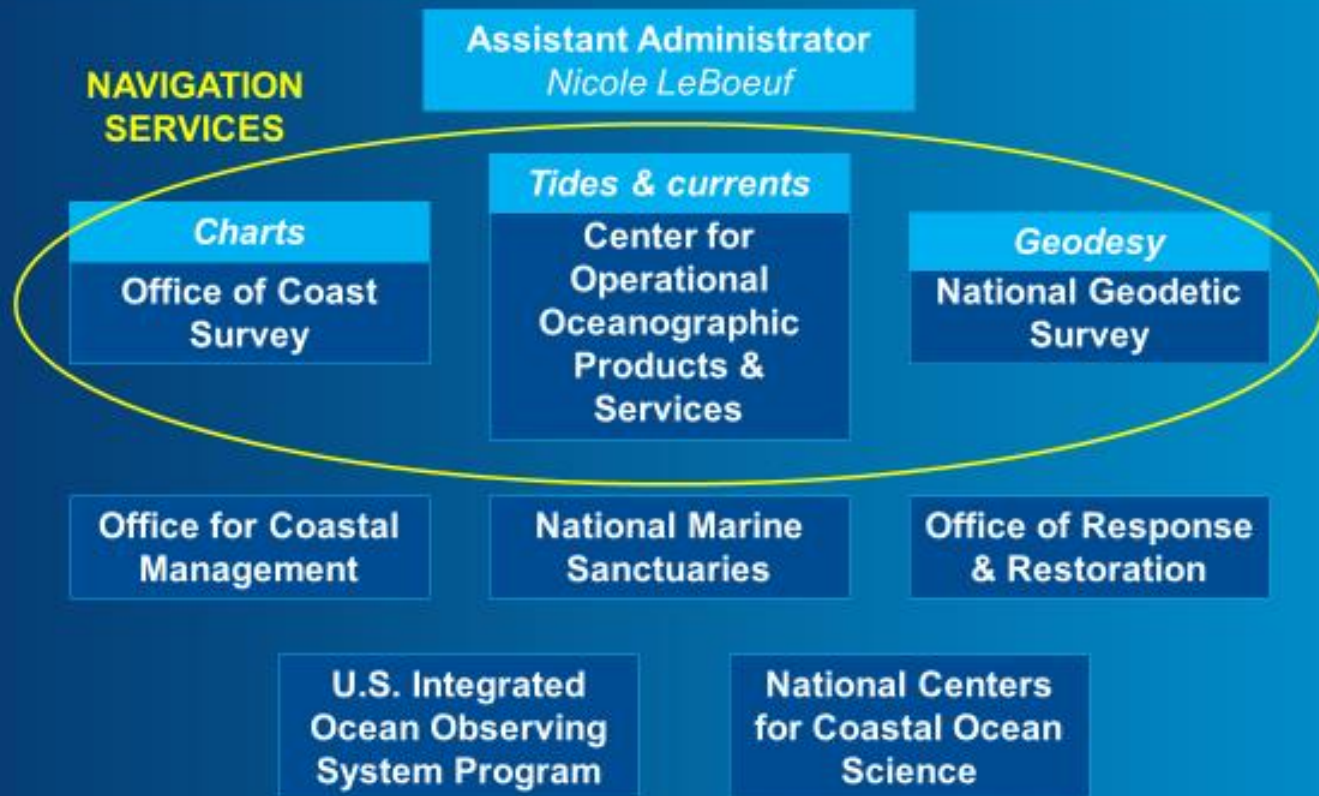 Assistant Administrator
Nicole LeBoeuf
NAVIGATION
SERVICES
Charts
Office of Coast
Survey
Tides & currents
Center for
Operational
Oceanographic
Products &
Services
Geodesy
National Geodetic
Survey
Office for Coastal
Management
National Marine
Sanctuaries
Office of Response
& Restoration
U.S. Integrated
Ocean Observing
System Program
National Centers
for Coastal Ocean
Science